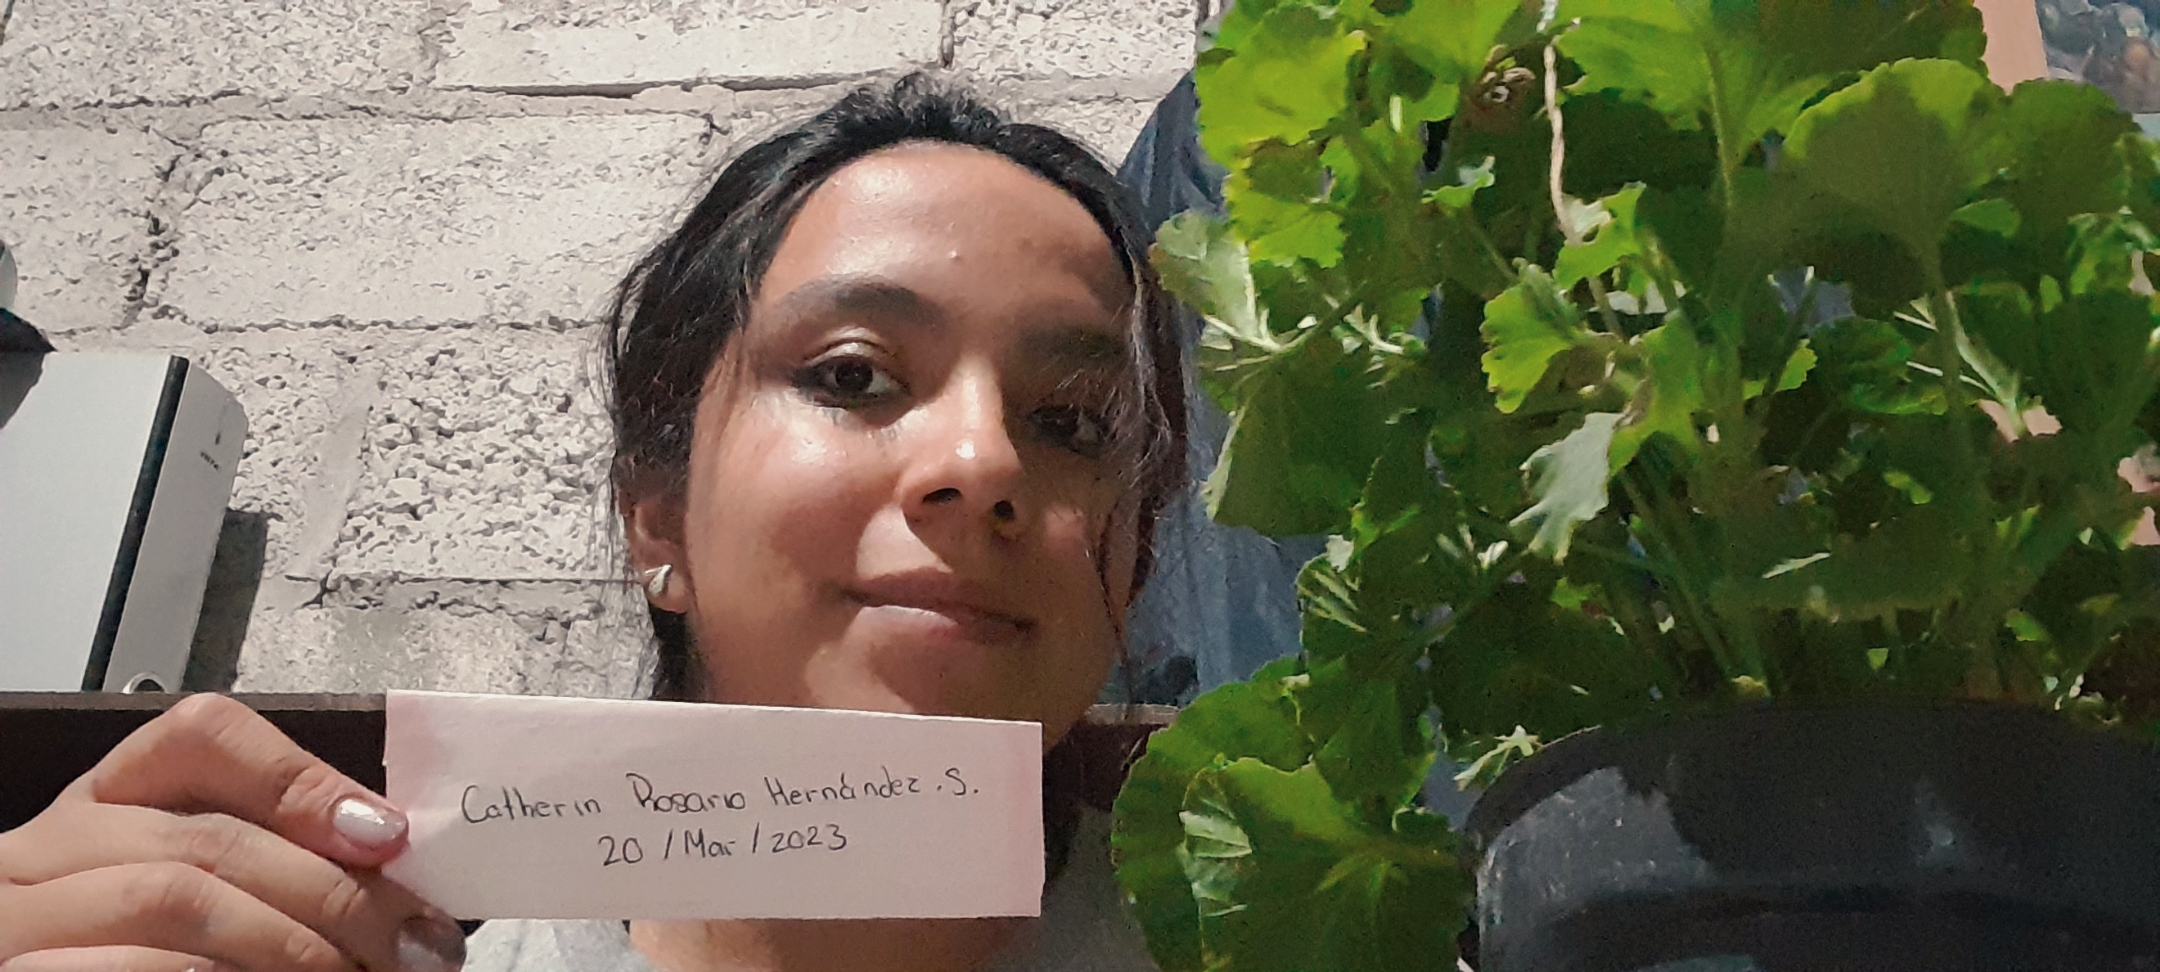 Catherin Rosario Hernández .S.
20 / Mar / 2023